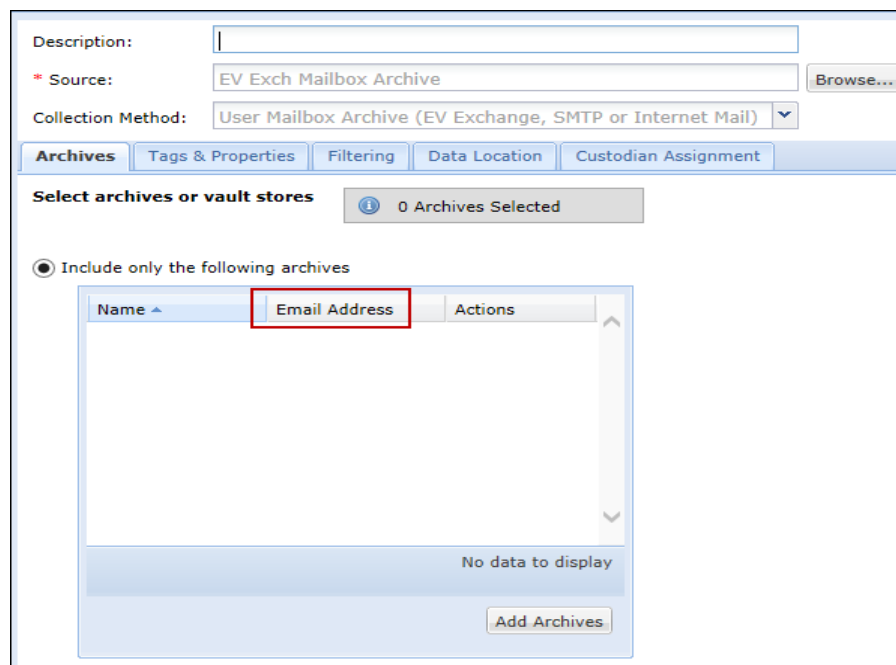 Description:
* Source: EV Exch Mailbox Archive Browse...
Collection Method: User Mailbox Archive (EV Exchange, SMTP or Internet Mail)
Archives Tags & Properties Filtering Data Location Custodian Assignment
Select archives or vault stores 0 Archives Selected
Include only the following archives
Name Email Address Actions
No data to display
Add Archives